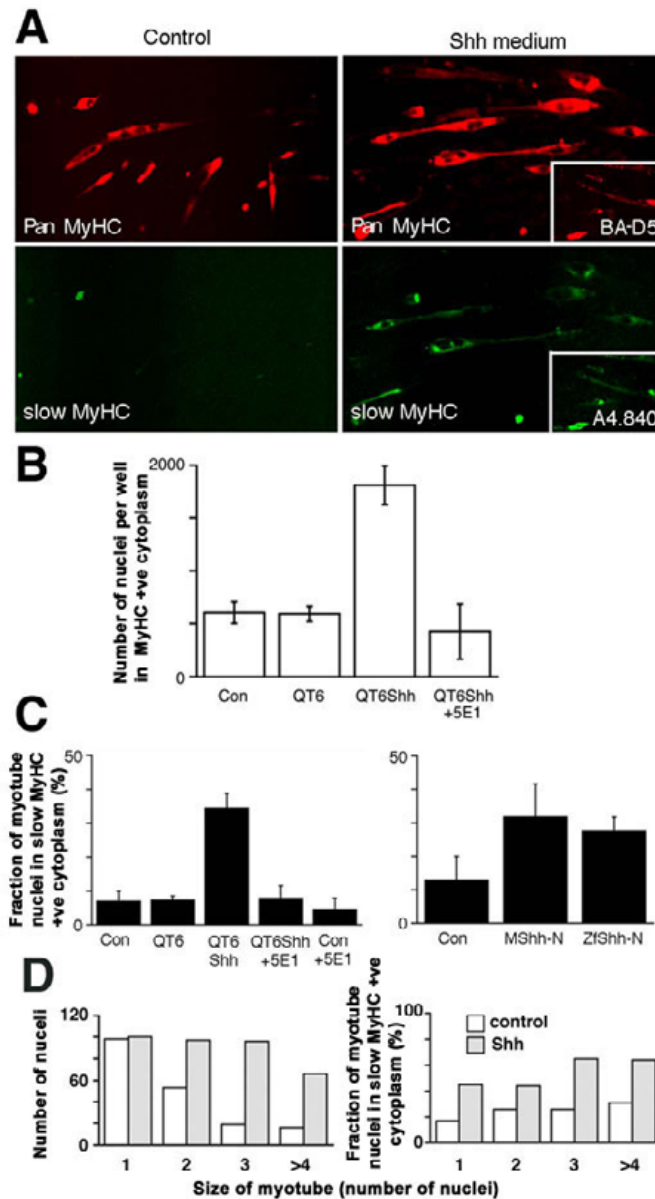 A
Control
Shh medium
Pan MyHC
Pan MyHC
BA-D5
slow MyHC
slow MyHC
A4.840
B
Number of nuclei per well
in MyHC +ve cytoplasm
2000
0
Con
QT6
QT6Shh
QT6Shh
+5E1
C
Fraction of myotube
nuclei in slow MyHC
+ve cytoplasm (%)
50
0
Con
QT6
QT6
Shh
QT6Shh
+5E1
Con
+5E1
50
0
Con
MShh-N
ZfShh-N
D
Number of nuceli
120
60
0
1
2
3
>4
Fraction of myotube
nuclei in slow MyHC +ve
cytoplasm (%)
100
0
control
Shh
1
2
3
>4
Size of myotube (number of nuclei)